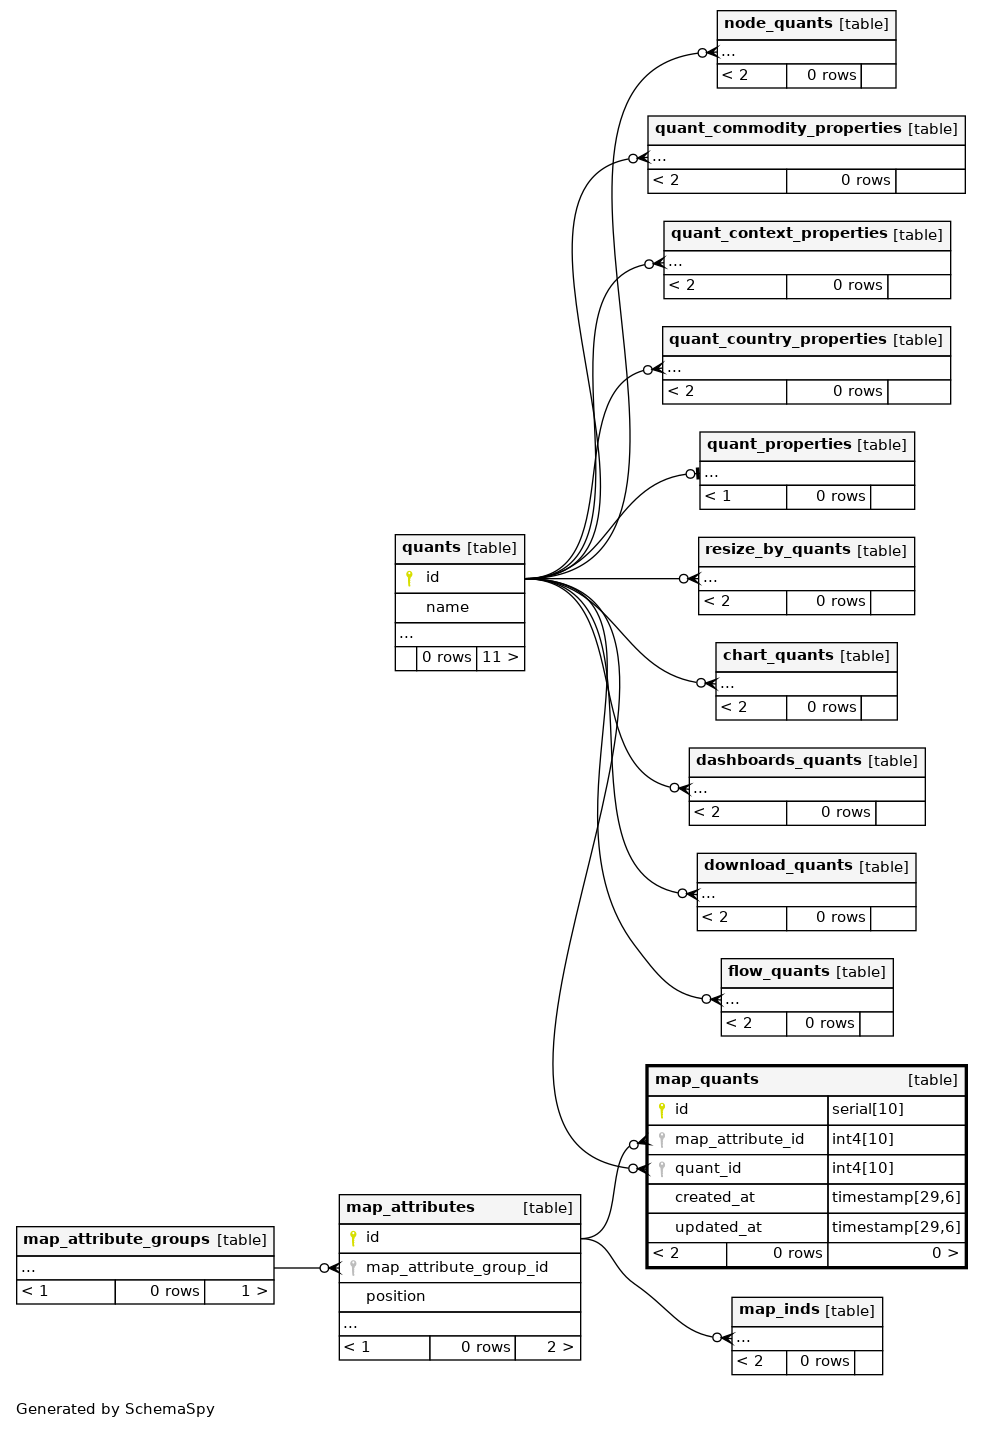 node_quants [table]
...
< 2 0 rows
quant_commodity_properties [table]
...
< 2 0 rows
quant_context_properties [table]
...
< 2 0 rows
quant_country_properties [table]
...
< 2 0 rows
quant_properties [table]
...
< 1 0 rows
resize_by_quants [table]
...
< 2 0 rows
quants [table]
id
name
...
0 rows 11 >
chart_quants [table]
...
< 2 0 rows
dashboards_quants [table]
...
< 2 0 rows
download_quants [table]
...
< 2 0 rows
flow_quants [table]
...
< 2 0 rows
map_quants [table]
id serial[10]
map_attribute_id int4[10]
quant_id int4[10]
created_at timestamp[29,6]
updated_at timestamp[29,6]
< 2 0 rows 0 >
map_attributes [table]
id
map_attribute_group_id
position
...
< 1 0 rows 2 >
map_attribute_groups [table]
...
< 1 0 rows 1 >
map_inds [table]
...
< 2 0 rows
Generated by SchemaSpy